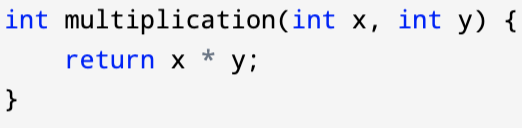 int multiplication(int x, int y) {
    return x * y;
}